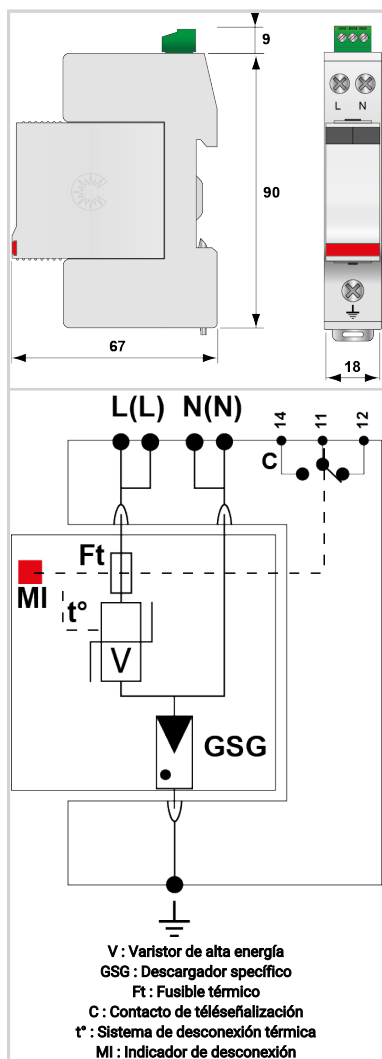 9
L N
90
67
18
L(L) N(N)
14 11 12
C
Ft
MI
t°
V
GSG
V : Varistor de alta energía
GSG : Descargador specífico
Ft : Fusible térmico
C : Contacto de téléseñalización
t° : Sistema de desconexión térmica
MI : Indicador de desconexión